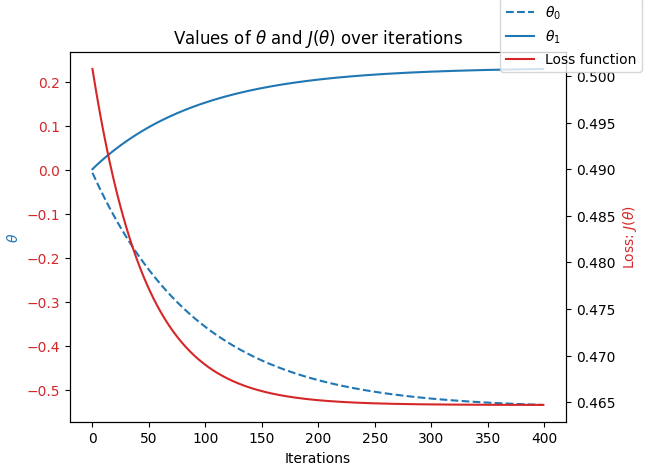 Values of θ and J(θ) over iterations
θ₀
θ₁
Loss function
0.2
0.1
0.0
−0.1
−0.2
−0.3
−0.4
−0.5
θ
0.500
0.495
0.490
0.485
0.480
0.475
0.470
0.465
Loss: J(θ)
0 50 100 150 200 250 300 350 400
Iterations